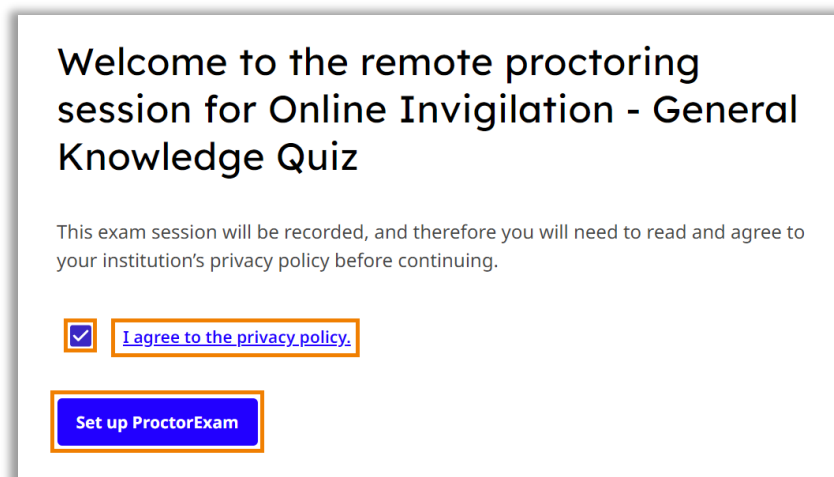 Welcome to the remote proctoring
session for Online Invigilation - General
Knowledge Quiz
This exam session will be recorded, and therefore you will need to read and agree to
your institution’s privacy policy before continuing.
I agree to the privacy policy.
Set up ProctorExam